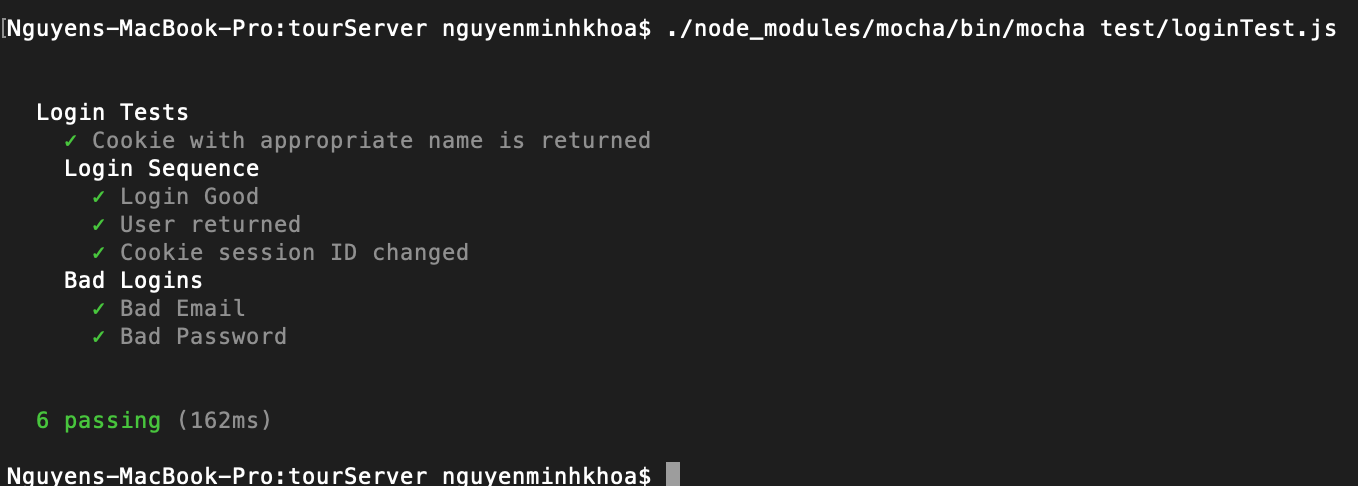 [Nguyens-MacBook-Pro:tourServer nguyenminhkhoa$ ./node_modules/mocha/bin/mocha test/loginTest.js
Login Tests
✓ Cookie with appropriate name is returned
Login Sequence
✓ Login Good
✓ User returned
✓ Cookie session ID changed
Bad Logins
✓ Bad Email
✓ Bad Password
6 passing (162ms)
Nguyens-MacBook-Pro:tourServer nguyenminhkhoa$